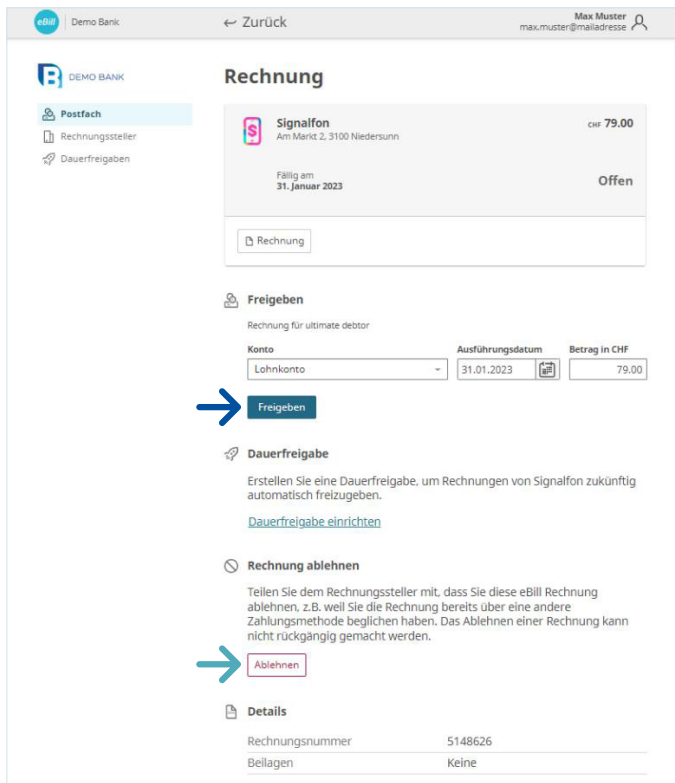 eBill
Demo Bank
← Zurück
Max Muster
max.muster@mailadresse
DEMO BANK
Postfach
Rechnungssteller
Dauerfreigaben
Rechnung
Signalfon
CHF 79.00
Am Markt 2, 3100 Niedersunn
Fällig am
31. Januar 2023
Offen
Rechnung
Freigeben
Rechnung für ultimate debtor
Konto
Ausführungsdatum
Betrag in CHF
Lohnkonto
31.01.2023
79.00
Freigeben
Dauerfreigabe
Erstellen Sie eine Dauerfreigabe, um Rechnungen von Signalfon zukünftig
automatisch freizugeben.
Dauerfreigabe einrichten
Rechnung ablehnen
Teilen Sie dem Rechnungssteller mit, dass Sie diese eBill Rechnung
ablehnen, z.B. weil Sie die Rechnung bereits über eine andere
Zahlungsmethode beglichen haben. Das Ablehnen einer Rechnung kann
nicht rückgängig gemacht werden.
Ablehnen
Details
Rechnungsnummer 5148626
Beilagen Keine